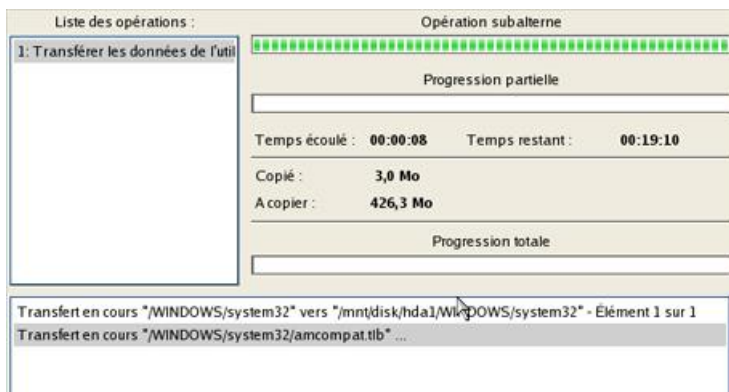 Liste des opérations :
1: Transférer les données de l'util
Opération subalterne
Progression partielle
Temps écoulé : 00:00:08 Temps restant : 00:19:10
Copié : 3,0 Mo
A copier : 426,3 Mo
Progression totale
Transfert en cours "/WINDOWS/system32" vers "/mnt/disk/hda1/WINDOWS/system32" - Élément 1 sur 1
Transfert en cours "/WINDOWS/system32/amcompat.tlb" ...